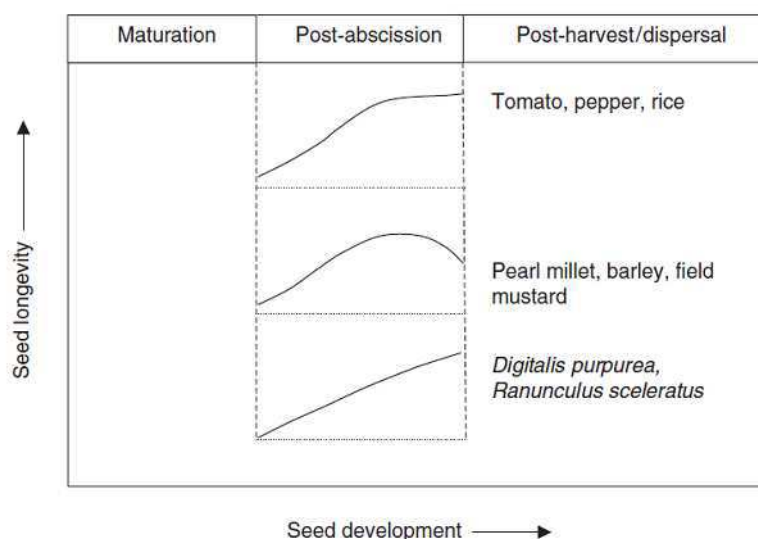 Maturation
Post-abscission
Post-harvest/dispersal
Tomato, pepper, rice
Pearl millet, barley, field
mustard
Digitalis purpurea,
Ranunculus sceleratus
Seed longevity
Seed development